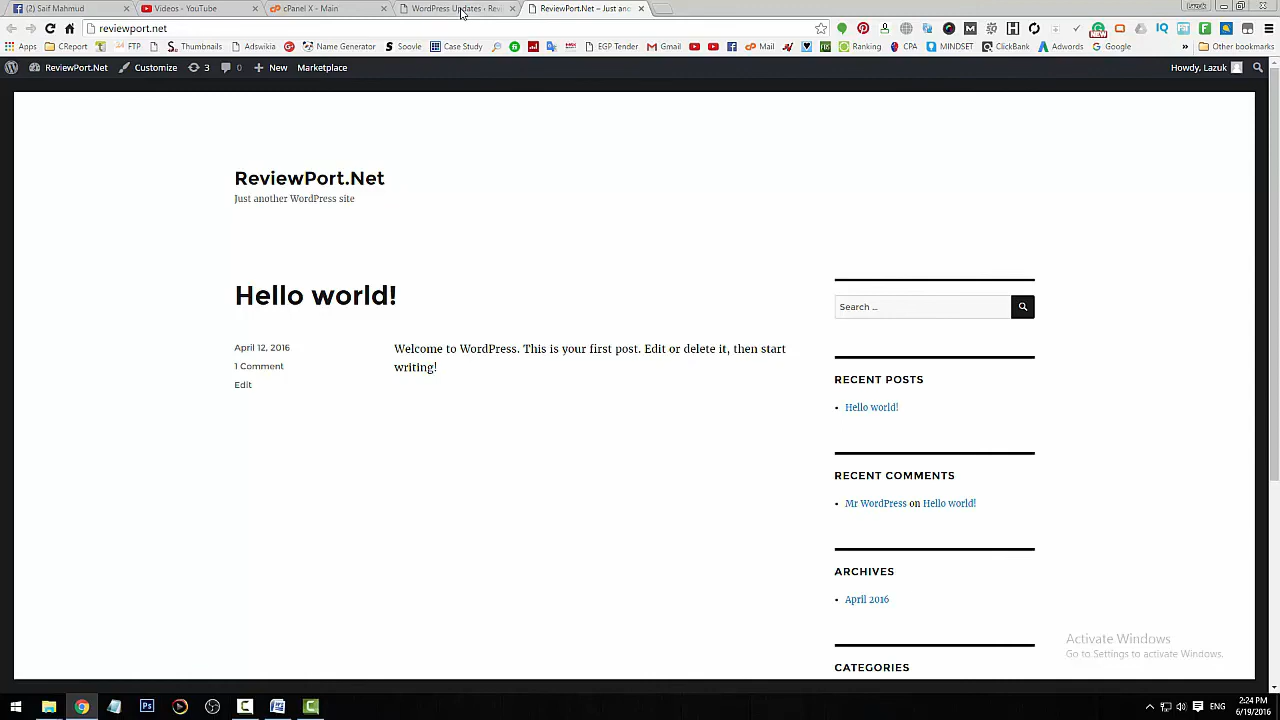 (2) Saif Mahmud
Videos - YouTube
cPanel X - Main
WordPress Updates ‹ Revi
ReviewPort.Net – Just ano
reviewport.net
Apps
CReport
FTP
Thumbnails
Adswikia
Name Generator
Case Study
EGP Tender
Email
Mail
Ranking
CPA
MINDSET
ClickBank
Adwords
Google
»
Other bookmarks
ReviewPort.Net
Customize
3
0
New
Marketplace
Howdy, Lazuk
ReviewPort.Net
Just another WordPress site
Hello world!
April 12, 2016
1 Comment
Edit
Welcome to WordPress. This is your first post. Edit or delete it, then start
writing!
Search …
RECENT POSTS
Hello world!
RECENT COMMENTS
Mr WordPress on Hello world!
ARCHIVES
April 2016
CATEGORIES
Activate Windows
Go to Settings to activate Windows.
ENG
2:24 PM
6/19/2016